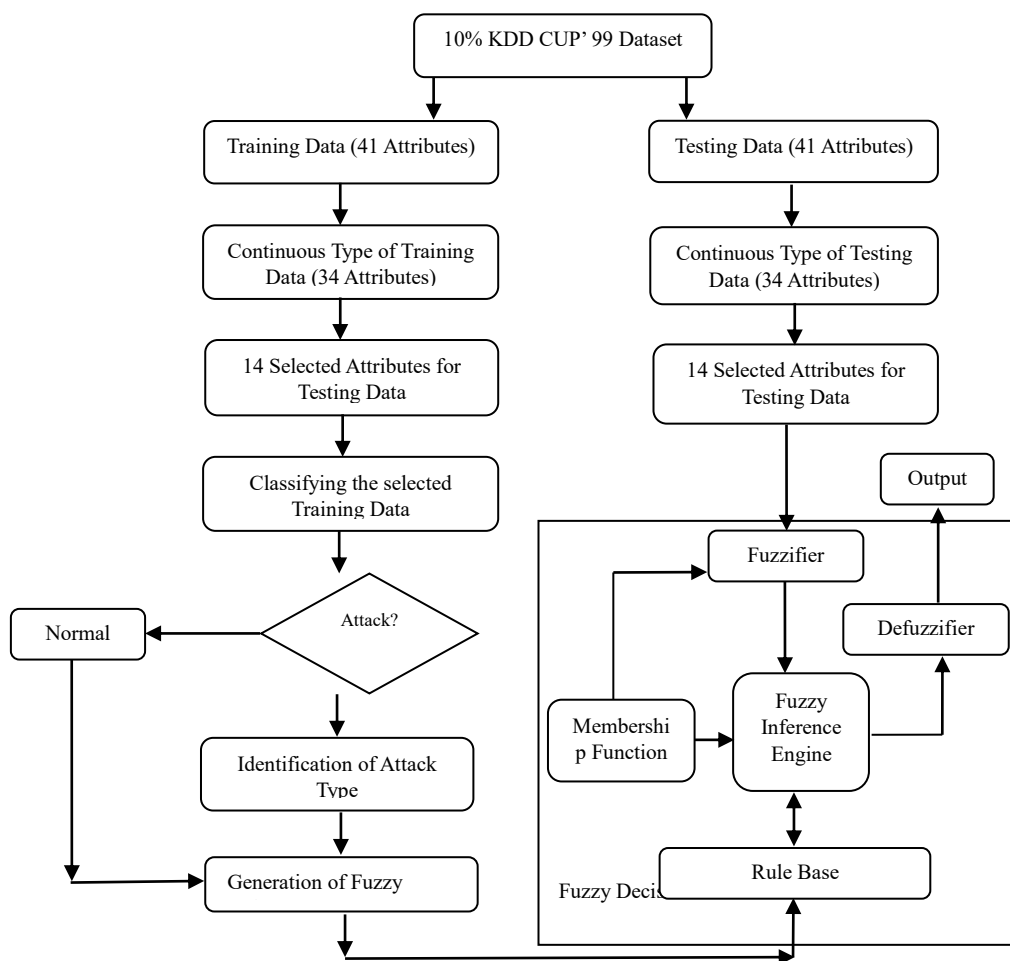 10% KDD CUP’ 99 Dataset
Training Data (41 Attributes)
Testing Data (41 Attributes)
Continuous Type of Training
Data (34 Attributes)
Continuous Type of Testing
Data (34 Attributes)
14 Selected Attributes for
Testing Data
14 Selected Attributes for
Testing Data
Classifying the selected
Training Data
Output
Fuzzifier
Attack?
Normal
Defuzzifier
Membershi
p Function
Fuzzy
Inference
Engine
Identification of Attack
Type
Generation of Fuzzy
Rule Base
Fuzzy Decis